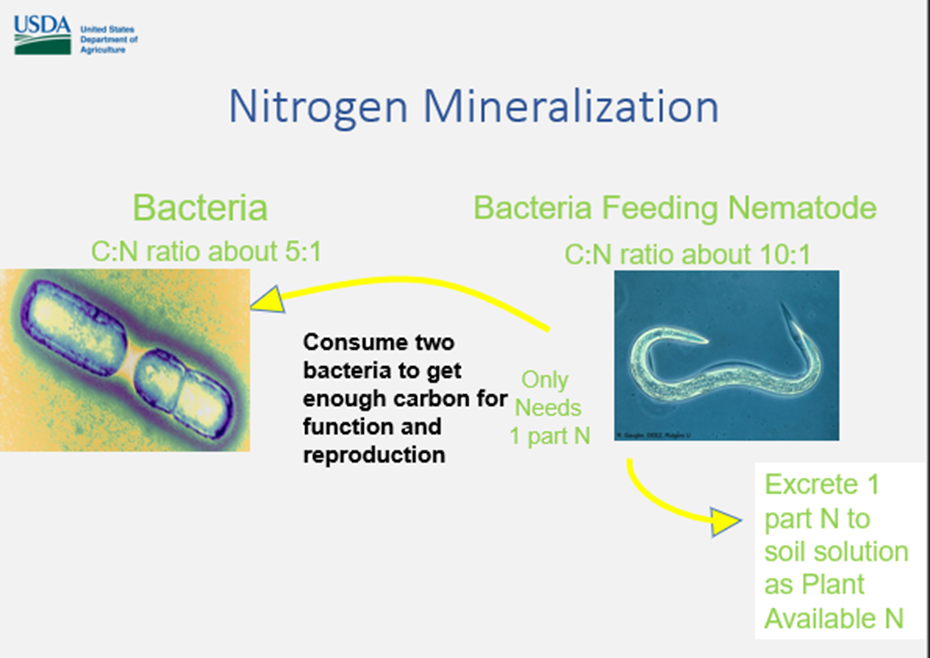 USDA
United States
Department of
Agriculture
Nitrogen Mineralization
Bacteria
C:N ratio about 5:1
Bacteria Feeding Nematode
C:N ratio about 10:1
Consume two
bacteria to get
enough carbon for
function and
reproduction
Only
Needs
1 part N
Excrete 1
part N to
soil solution
as Plant
Available N